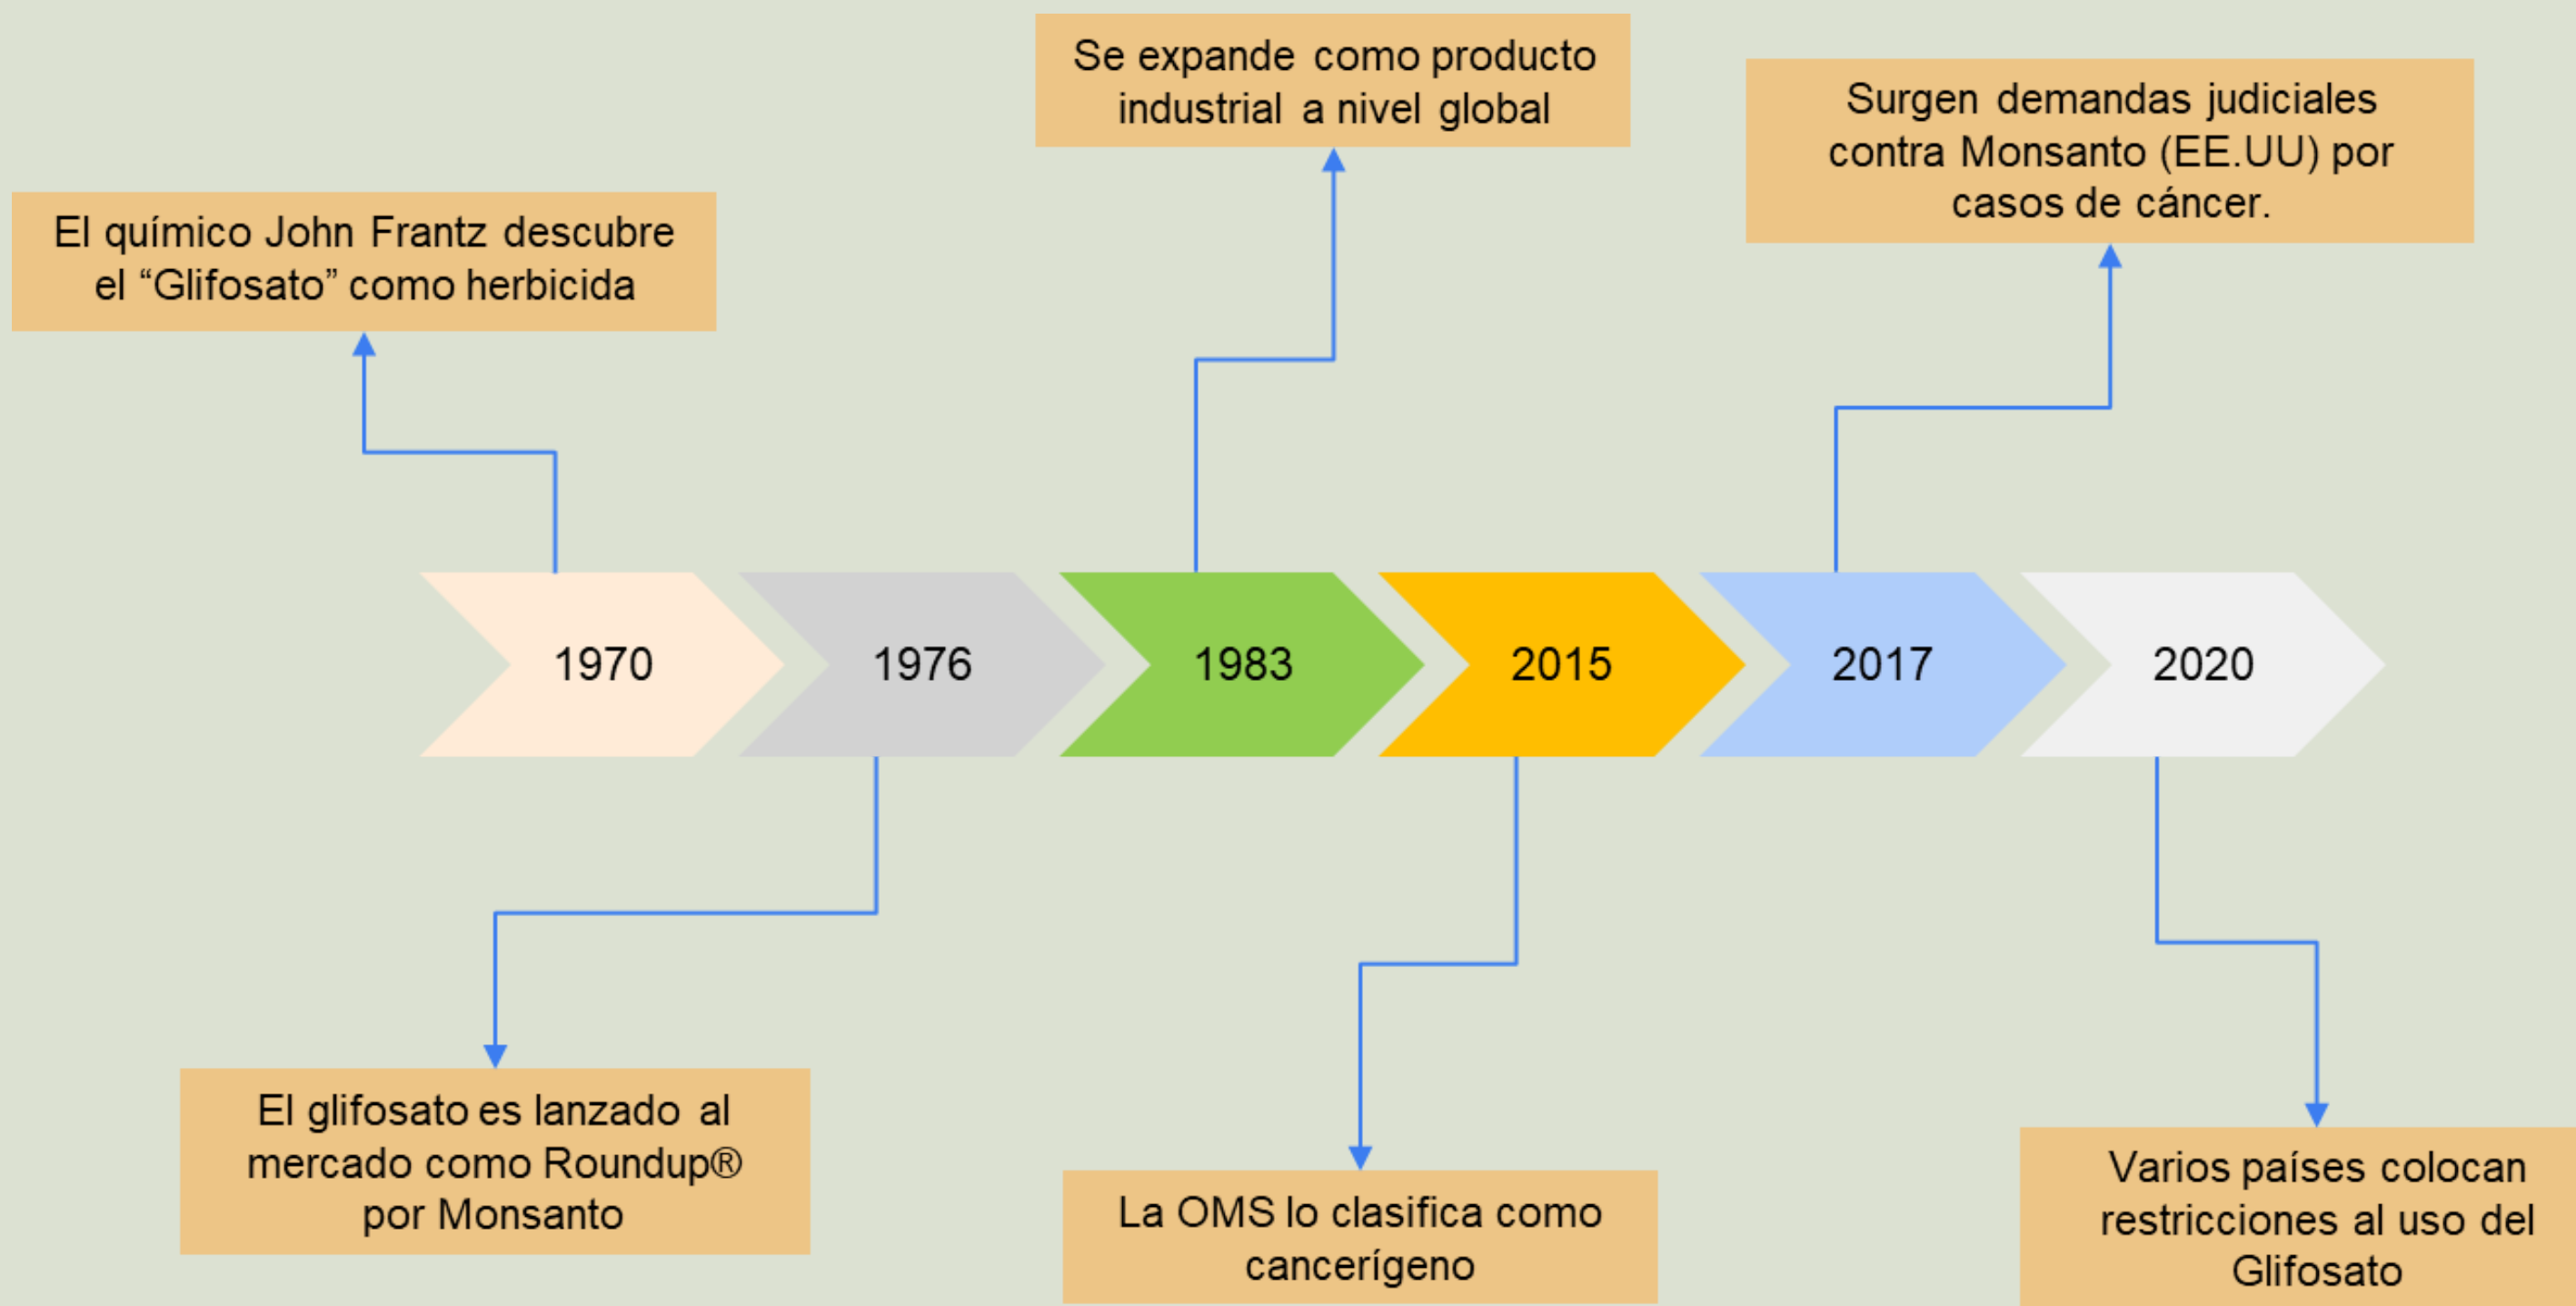 Se expande como producto
industrial a nivel global
Surgen demandas judiciales
contra Monsanto (EE.UU) por
casos de cáncer.
El químico John Frantz descubre
el “Glifosato” como herbicida
1970
1976
1983
2015
2017
2020
El glifosato es lanzado al
mercado como Roundup®
por Monsanto
La OMS lo clasifica como
cancerígeno
Varios países colocan
restricciones al uso del
Glifosato